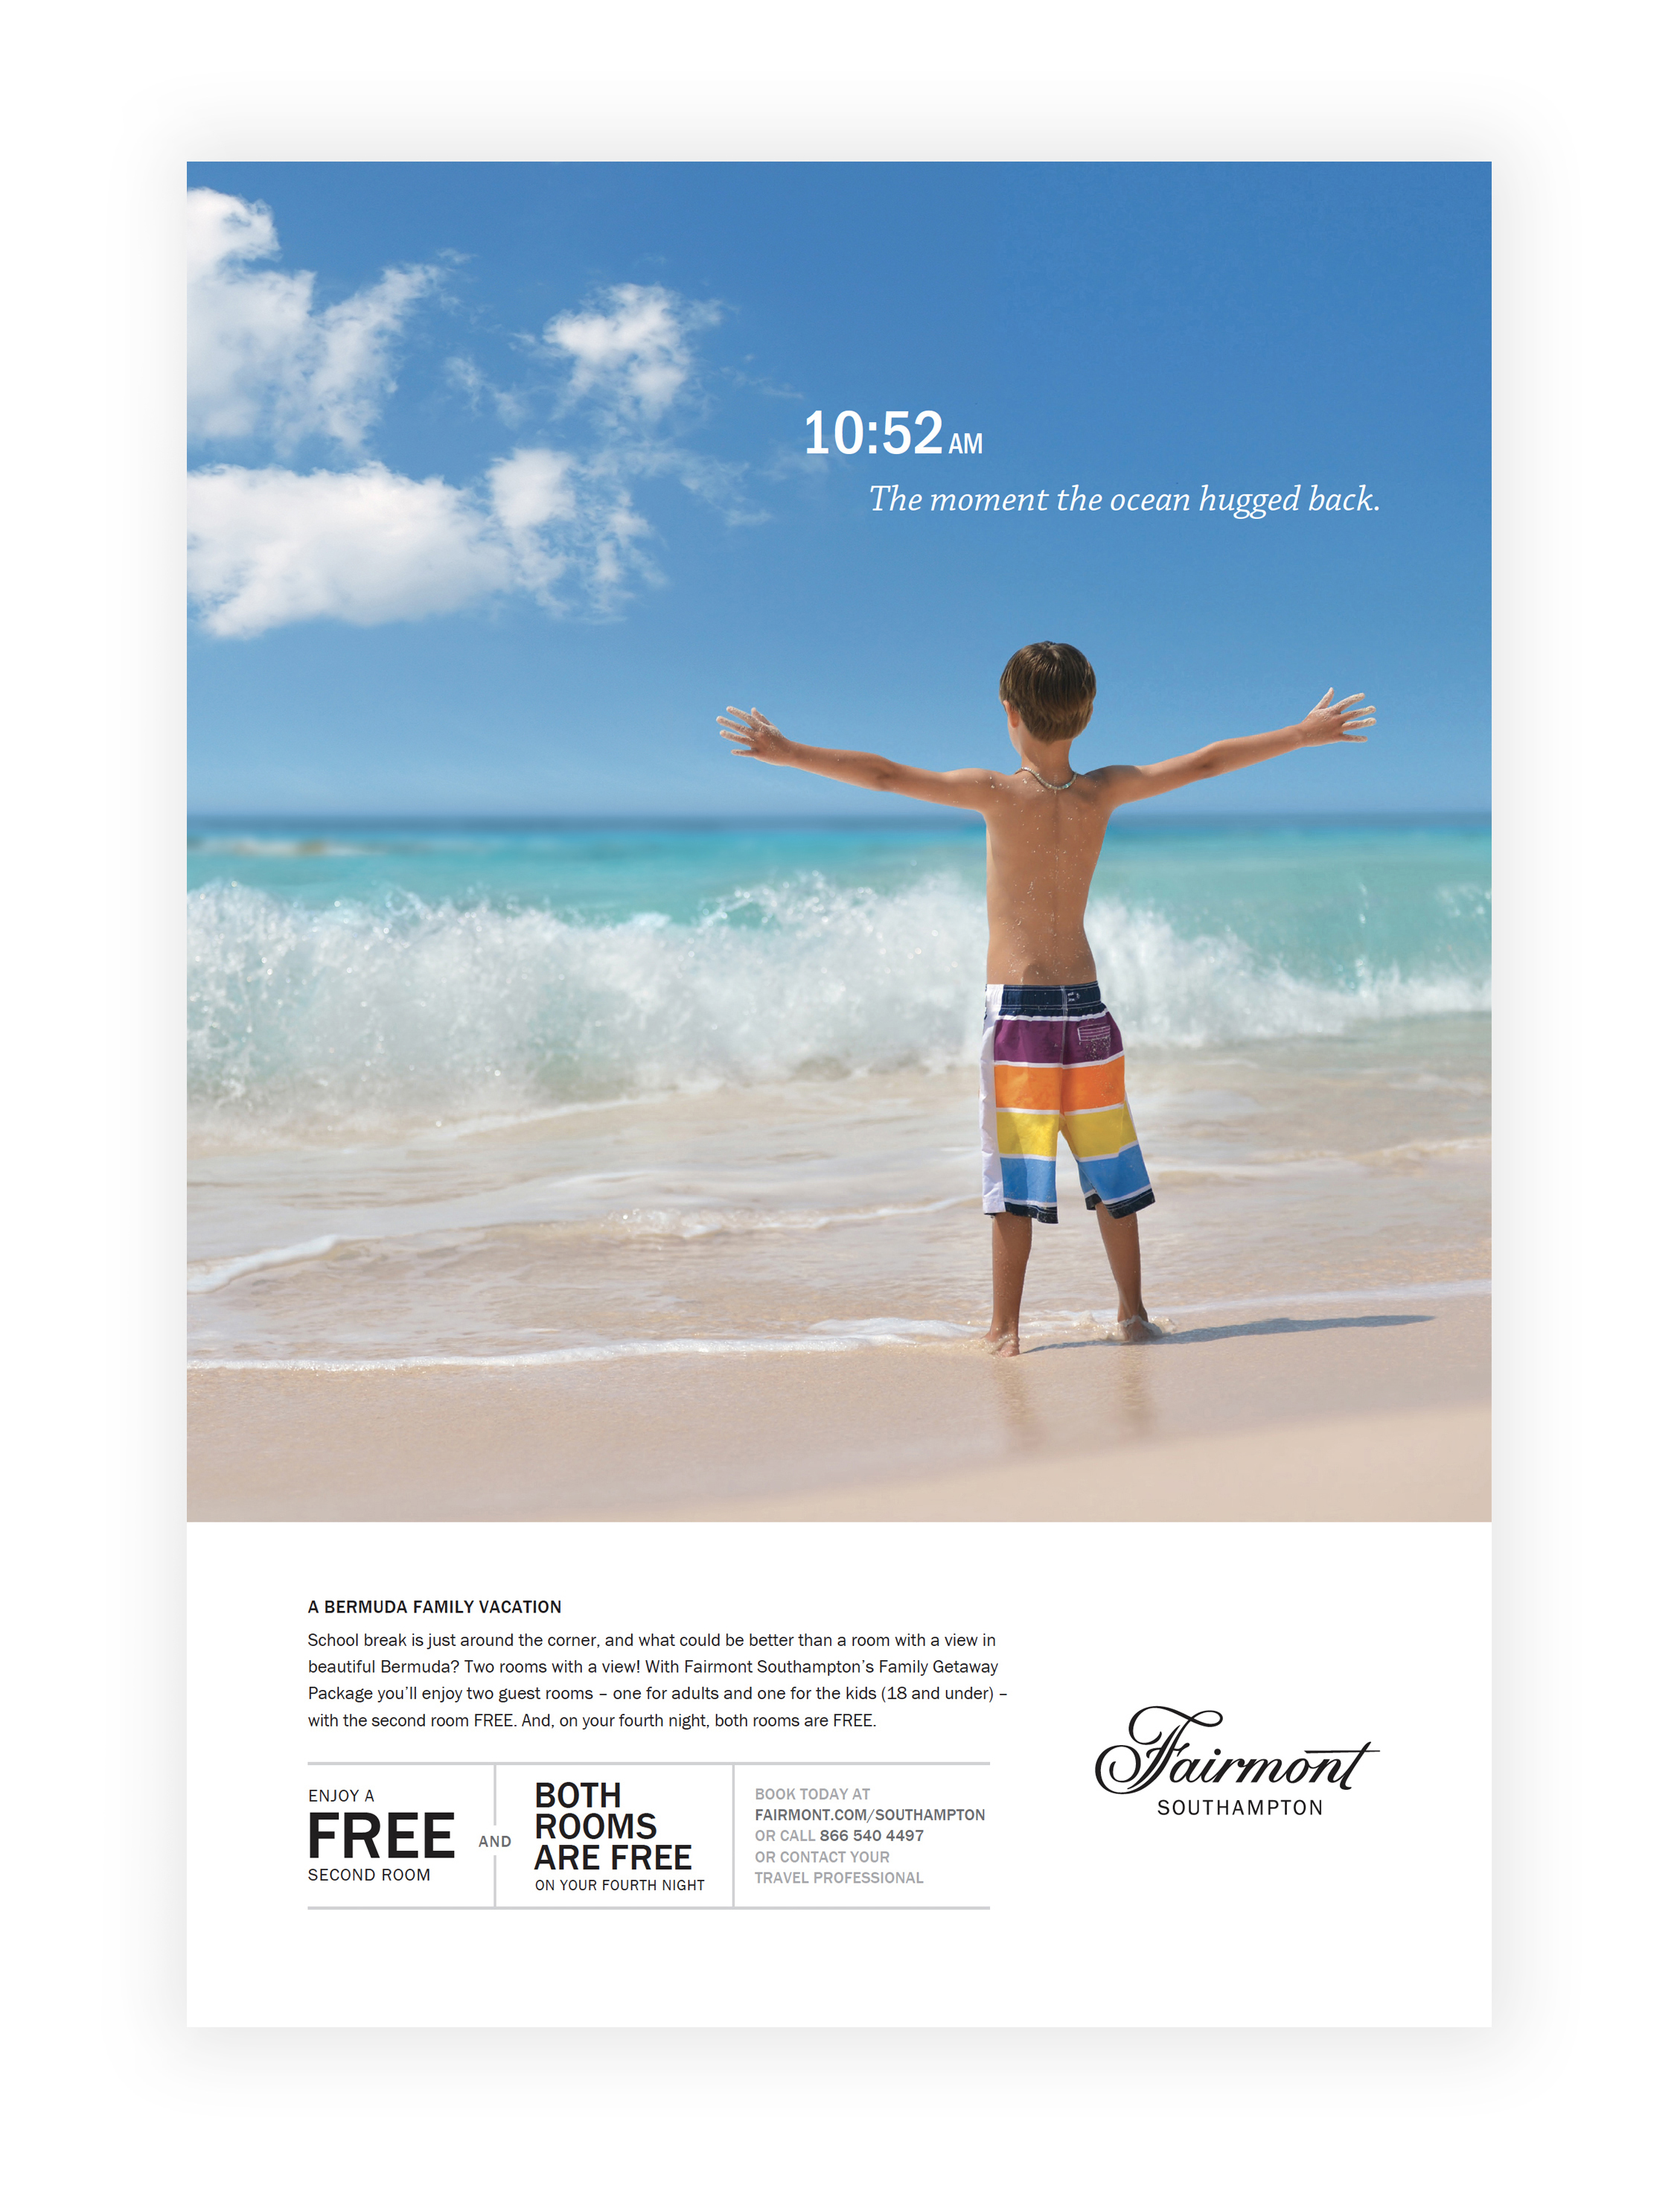 10:52 AM
The moment the ocean hugged back.
A BERMUDA FAMILY VACATION
School break is just around the corner, and what could be better than a room with a view in
beautiful Bermuda? Two rooms with a view! With Fairmont Southampton's Family Getaway
Package you'll enjoy two guest rooms – one for adults and one for the kids (18 and under) –
with the second room FREE. And, on your fourth night, both rooms are FREE.
ENJOY A
FREE
SECOND ROOM
AND
BOTH
ROOMS
ARE FREE
ON YOUR FOURTH NIGHT
BOOK TODAY AT
FAIRMONT.COM/SOUTHAMPTON
OR CALL 866 540 4497
OR CONTACT YOUR
TRAVEL PROFESSIONAL
Fairmont
SOUTHAMPTON